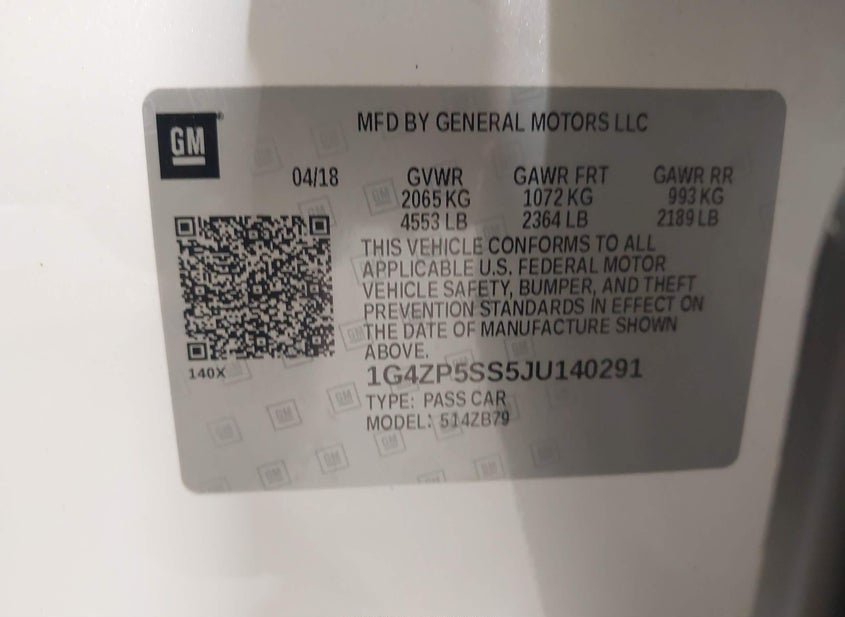 GM
MFD BY GENERAL MOTORS LLC
04/18 GVWR GAWR FRT GAWR RR
2065 KG 1072 KG 993 KG
4553 LB 2364 LB 2189 LB
THIS VEHICLE CONFORMS TO ALL
APPLICABLE U.S. FEDERAL MOTOR
VEHICLE SAFETY, BUMPER, AND THEFT
PREVENTION STANDARDS IN EFFECT ON
THE DATE OF MANUFACTURE SHOWN
ABOVE.
140X
1G4ZP5SS5JU140291
TYPE: PASS CAR
MODEL: 514ZB79